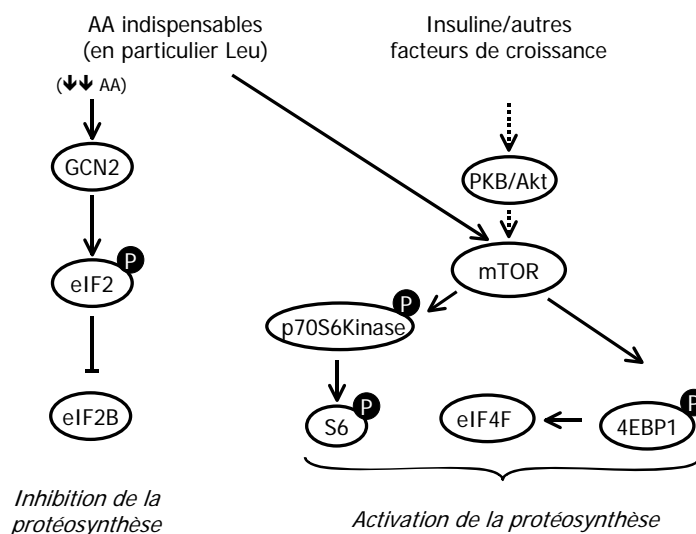 AA indispensables
(en particulier Leu)
Insuline/autres
facteurs de croissance
(🡻🡻 AA)
GCN2
PKB/Akt
P
eIF2
mTOR
P
p70S6Kinase
P
P
eIF2B
S6
eIF4F
4EBP1
Inhibition de la
protéosynthèse
Activation de la protéosynthèse